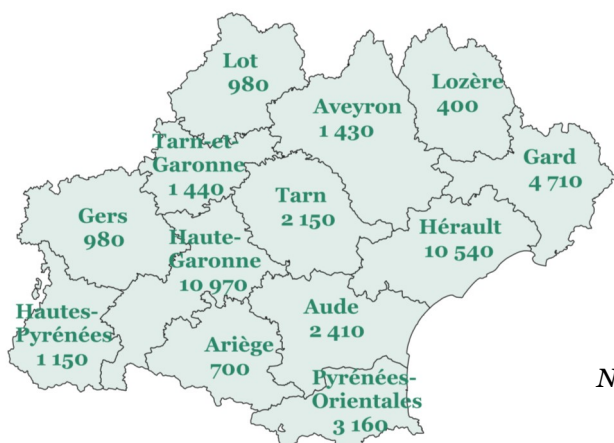 Lot
980
Lozère
400
Aveyron
1 430
Tarn-et-
Garonne
1 440
Gard
4 710
Tarn
2 150
Gers
980
Hérault
10 540
Haute-
Garonne
10 970
Hautes-
Pyrénées
1 150
Aude
2 410
Ariège
700
Pyrénées-
Orientales
3 160
N